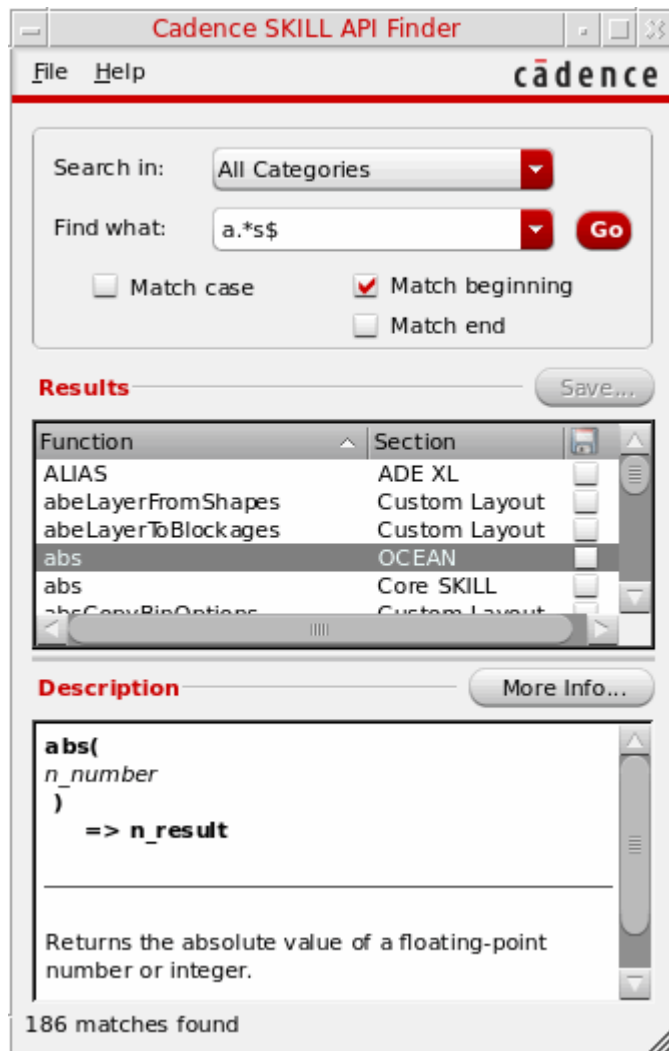 Cadence SKILL API Finder
File Help cādence
Search in: All Categories
Find what: a.*s$ Go
Match case Match beginning
Match end
Results Save...
Function Section
ALIAS ADE XL
abeLayerFromShapes Custom Layout
abeLayerToBlockages Custom Layout
abs OCEAN
abs Core SKILL
absCopyBinOptions Custom Layout
Description More Info...
abs(
n_number
)
=> n_result
Returns the absolute value of a floating-point
number or integer.
186 matches found